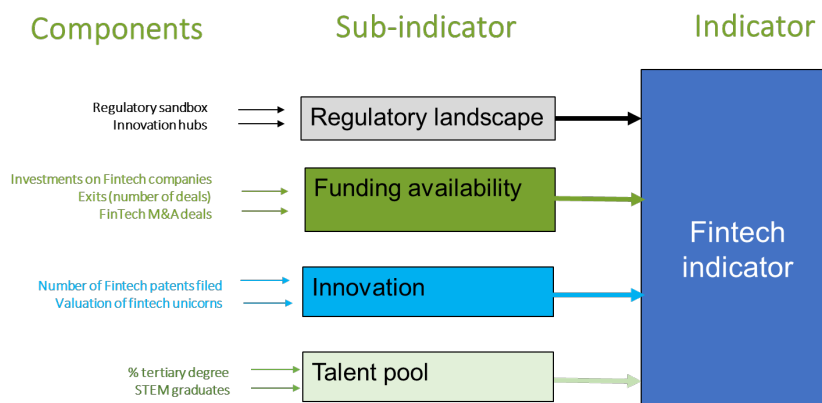 Components
Sub-indicator
Indicator
Regulatory sandbox
Innovation hubs
Regulatory landscape
Investments on Fintech companies
Exits (number of deals)
FinTech M&A deals
Funding availability
Number of Fintech patents filed
Valuation of fintech unicorns
Innovation
% tertiary degree
STEM graduates
Talent pool
Fintech
indicator